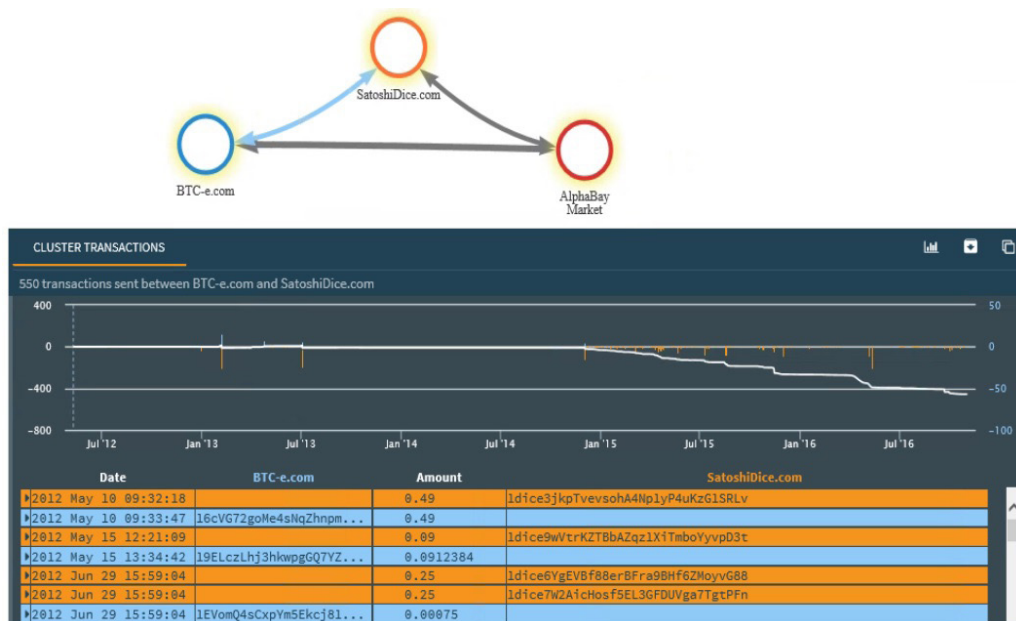 SatoshiDice.com
BTC-e.com
AlphaBay
Market
CLUSTER TRANSACTIONS
550 transactions sent between BTC-e.com and SatoshiDice.com
400 50
0 0
-400 -50
-800 -100
Jul '12 Jan '13 Jul '13 Jan '14 Jul '14 Jan '15 Jul '15 Jan '16 Jul '16
Date BTC-e.com Amount SatoshiDice.com
2012 May 10 09:32:18 0.49 1dice3jkpTvevsohA4Np1yP4uKzG1SRLv
2012 May 10 09:33:47 16cVG72goMe4sNqZhnpm... 0.49
2012 May 15 12:21:09 0.09 1dice9wVtrKZTBbAZqz1XiTmboYyvpD3t
2012 May 15 13:34:42 19ELczLhj3hkwpgGQ7YZ... 0.0912384
2012 Jun 29 15:59:04 0.25 1dice6YgEVBf88erBFra9BHf6ZMoyvG88
2012 Jun 29 15:59:04 0.25 1dice7W2AicHosf5EL3GFDUVga7TgtPFn
2012 Jun 29 15:59:04 1EVomQ4sCxpYm5Ekcj81... 0.00075